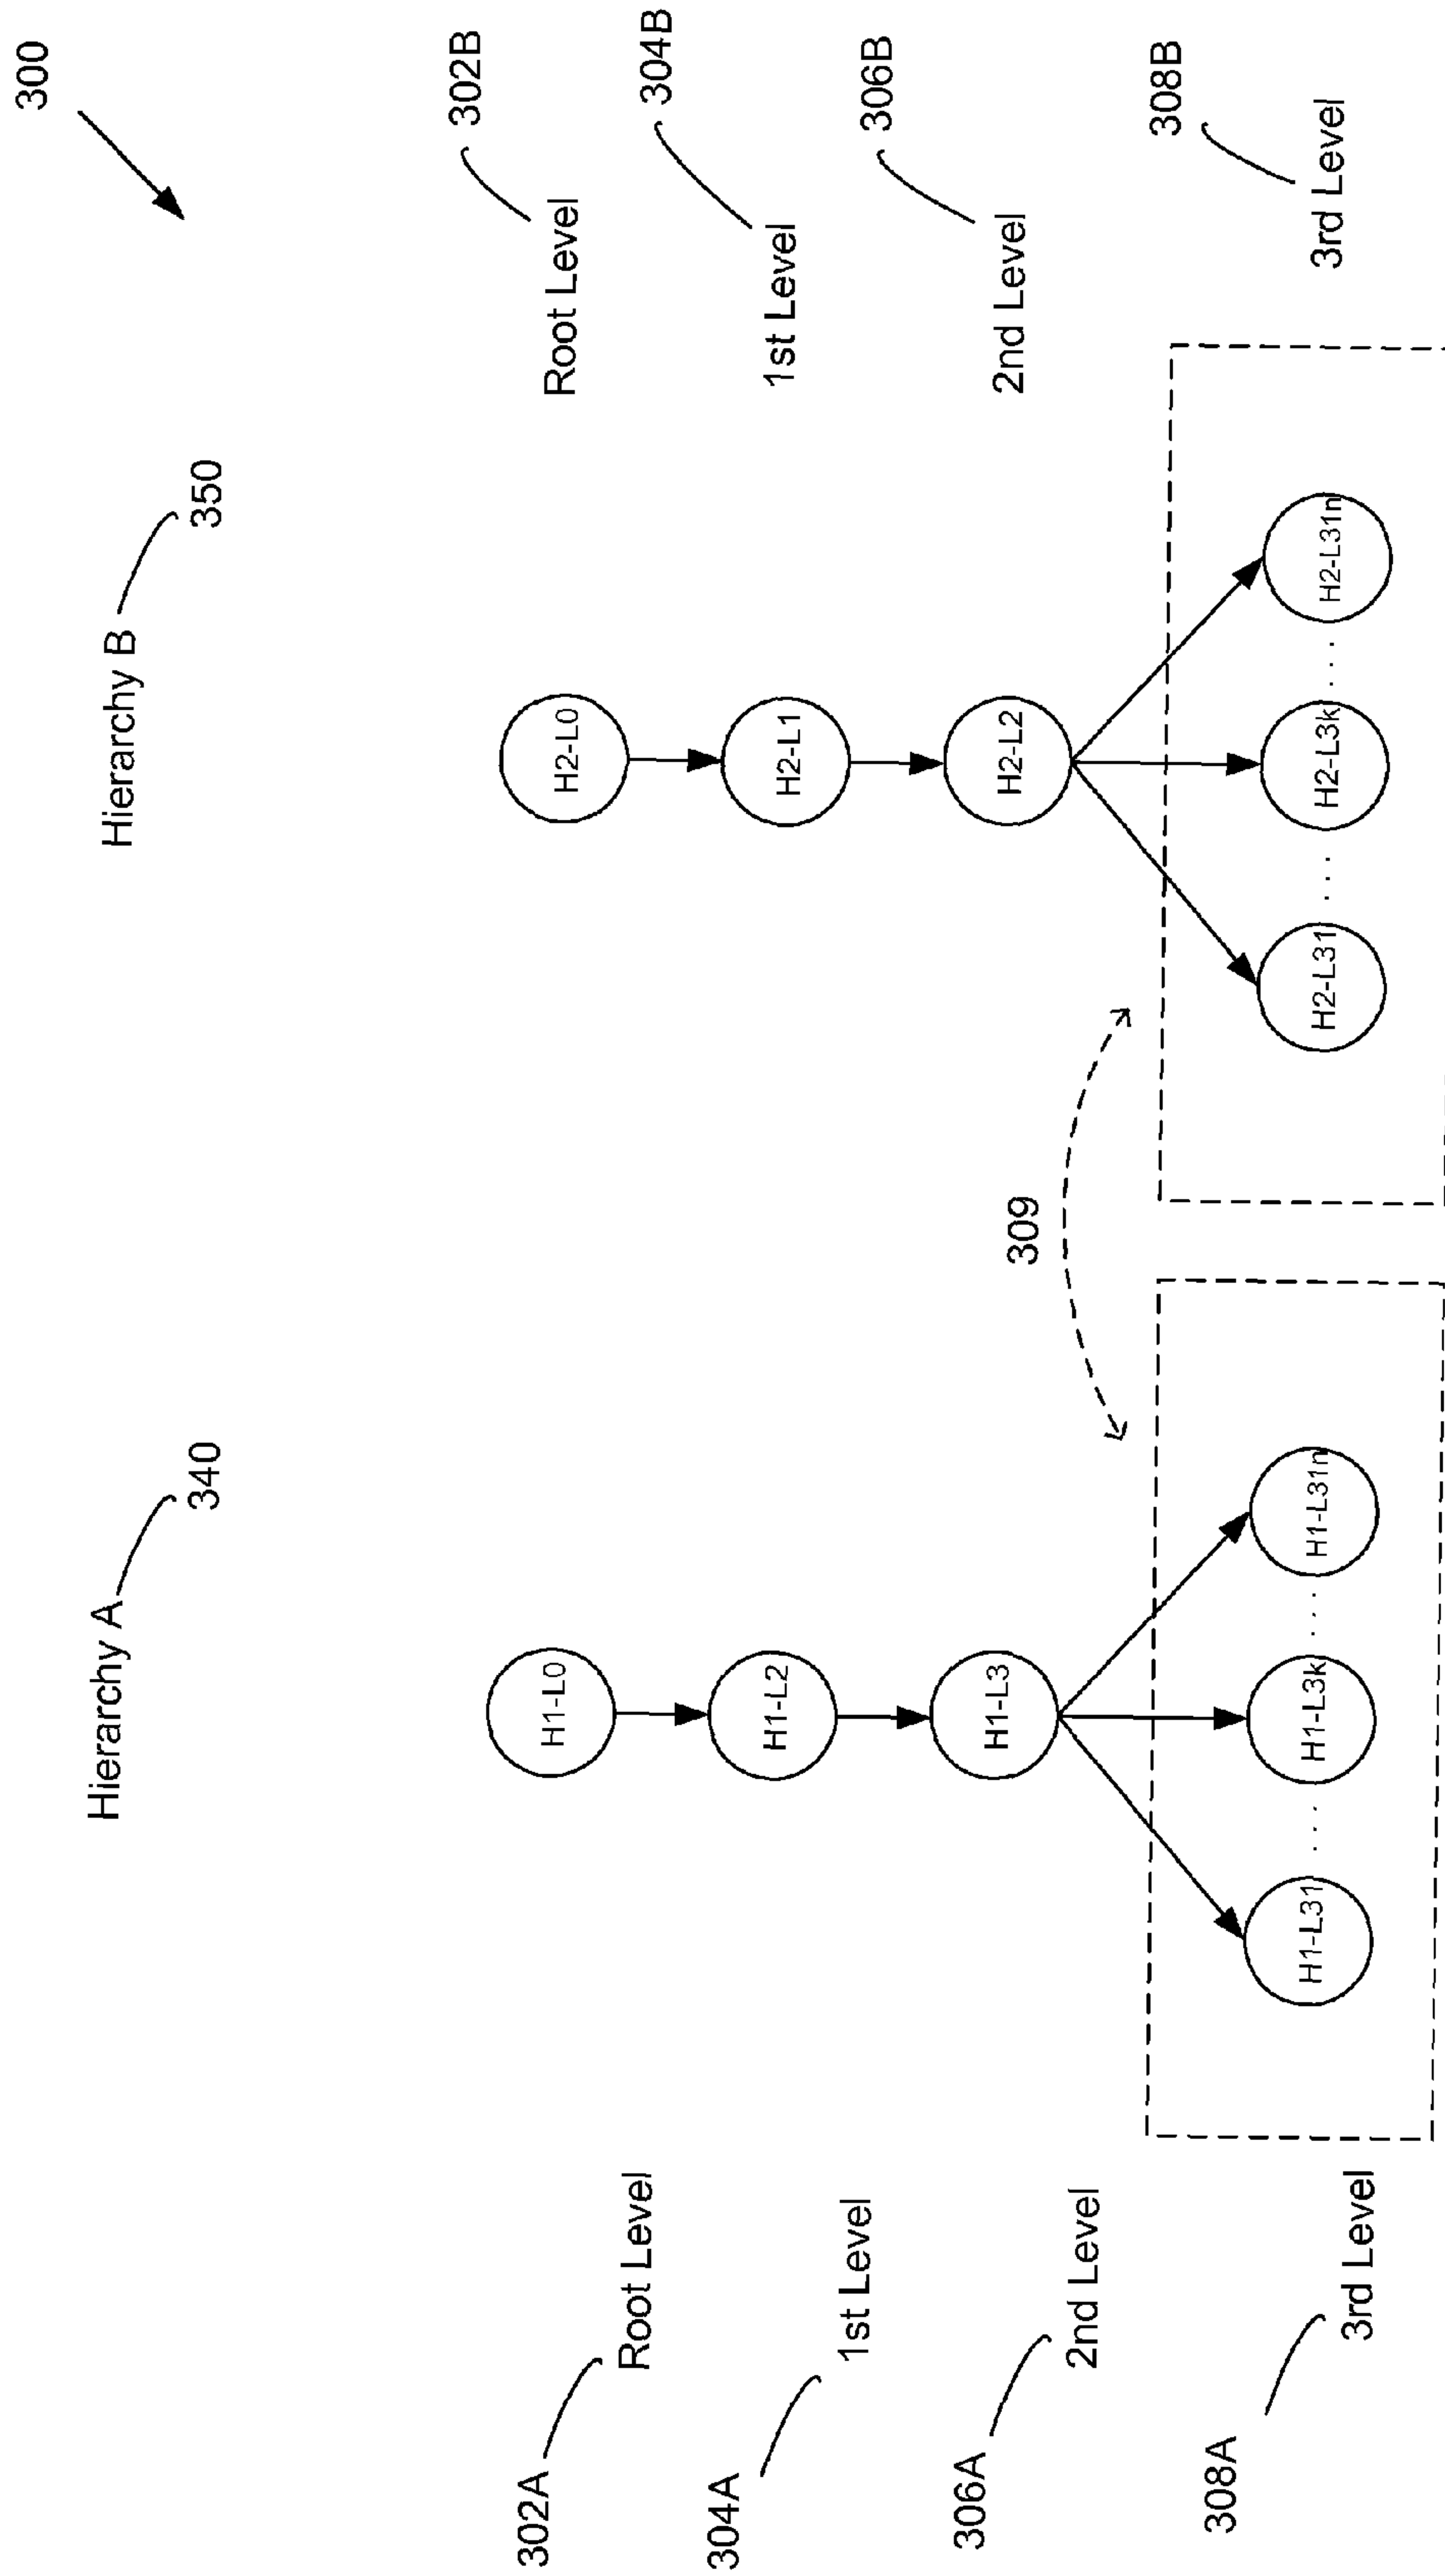 300
Hierarchy A
340
Hierarchy B
350
302A
Root Level
H1-L0
H2-L0
Root Level
302B
304A
1st Level
H1-L2
H2-L1
1st Level
304B
306A
2nd Level
H1-L3
309
H2-L2
2nd Level
306B
308A
3rd Level
H1-L31
. . .
H1-L3k
. . .
H1-L31n
H2-L31
. . .
H2-L3k
. . .
H2-L31n
3rd Level
308B